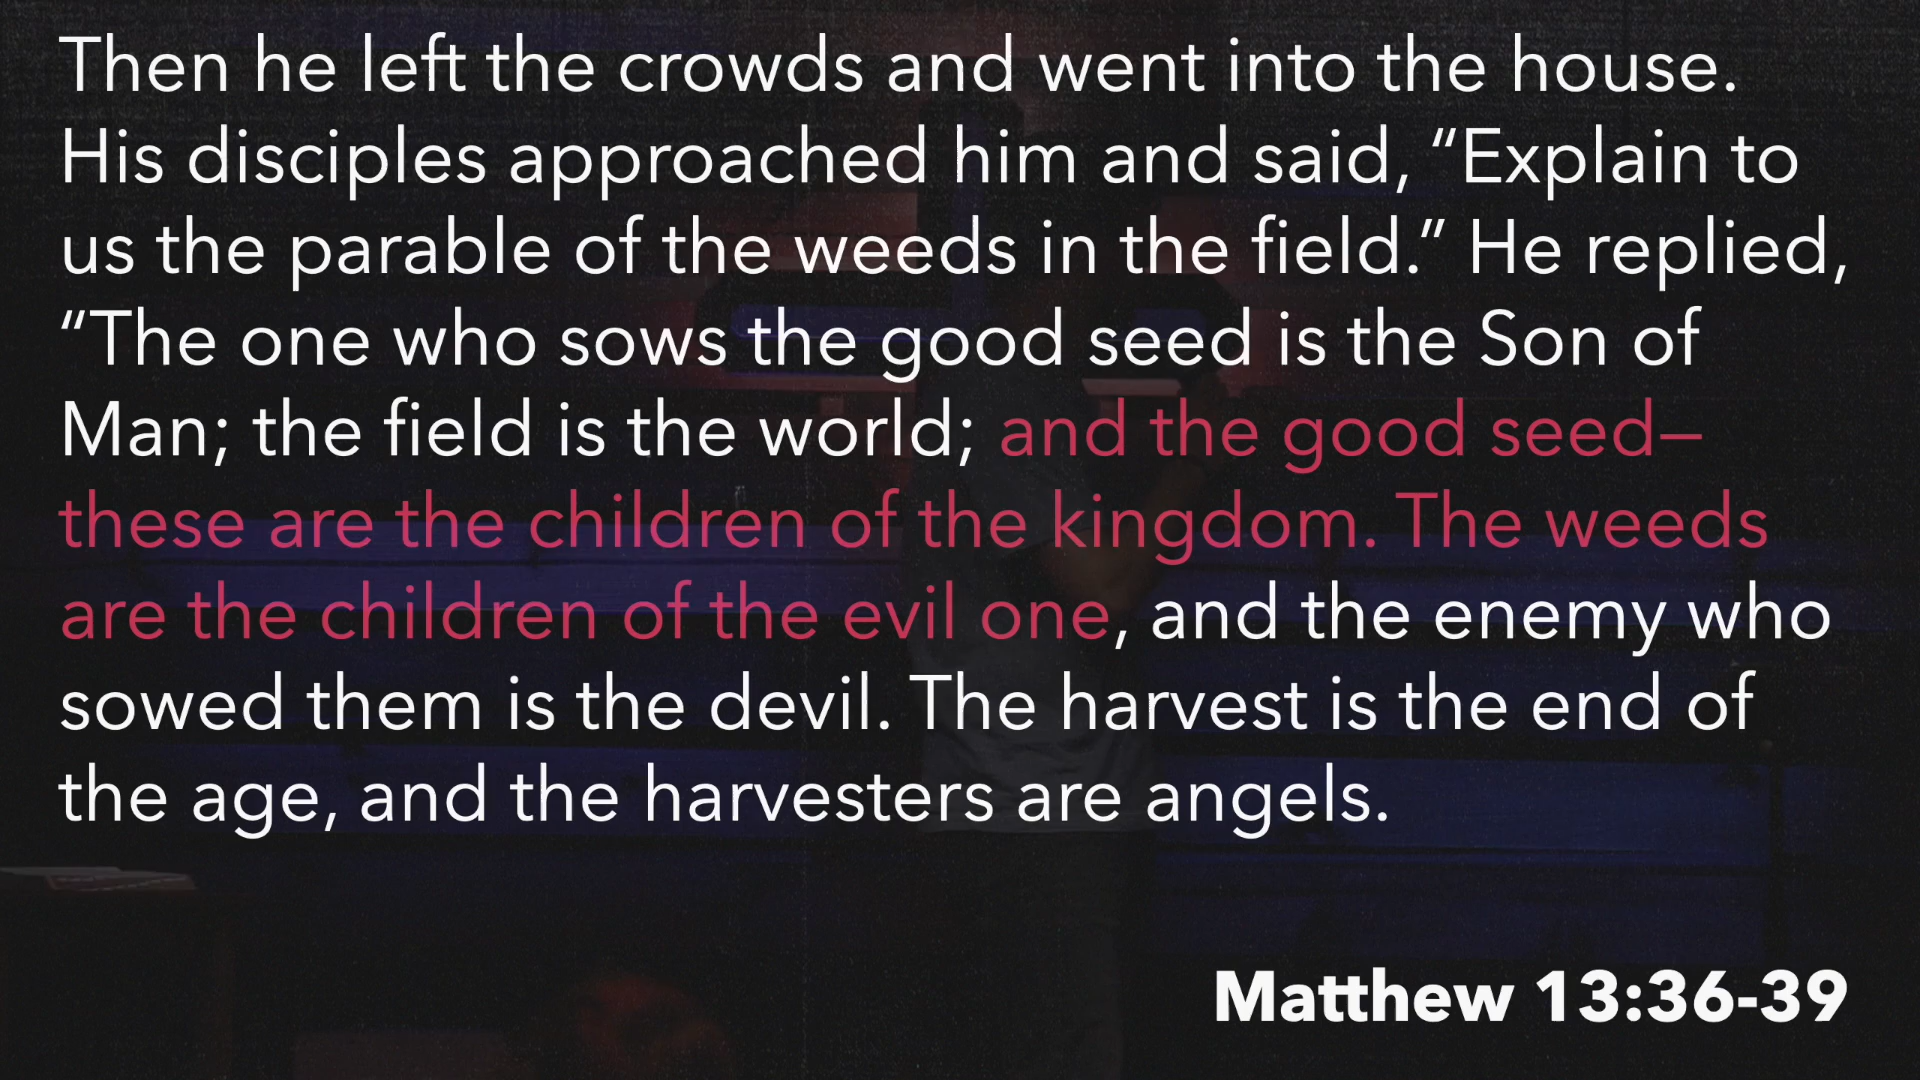 Then he left the crowds and went into the house.
His disciples approached him and said, “Explain to
us the parable of the weeds in the field.” He replied,
“The one who sows the good seed is the Son of
Man; the field is the world; and the good seed—
these are the children of the kingdom. The weeds
are the children of the evil one, and the enemy who
sowed them is the devil. The harvest is the end of
the age, and the harvesters are angels.
Matthew 13:36-39